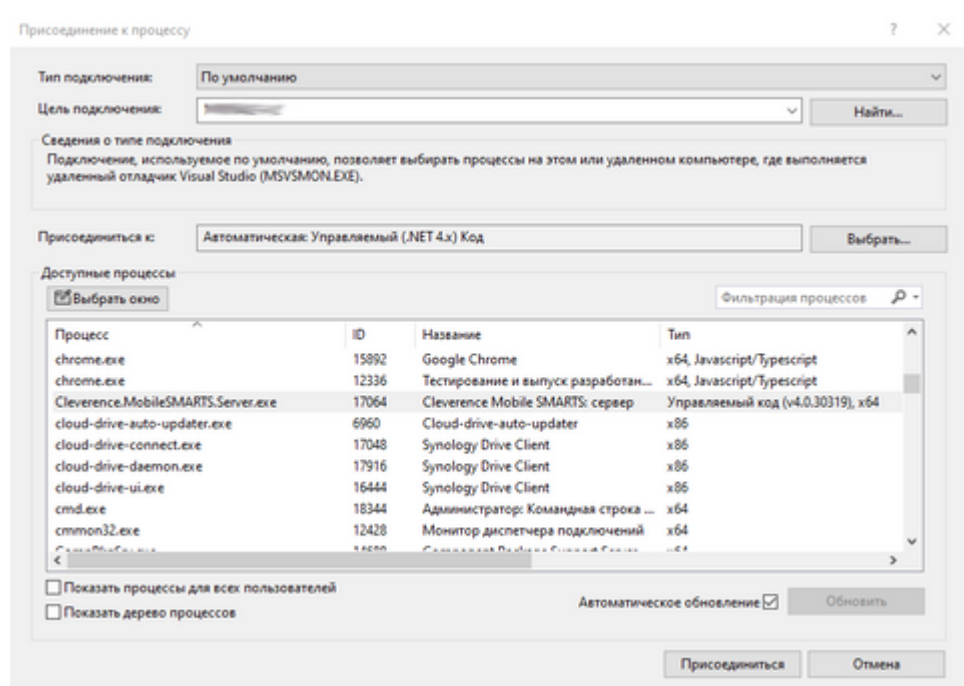 Присоединение к процессу ?
Тип подключения: По умолчанию
Цель подключения: Найти...
Сведения о типе подключения
Подключение, используемое по умолчанию, позволяет выбирать процессы на этом или удаленном компьютере, где выполняется
удаленный отладчик Visual Studio (MSVSMON.EXE).
Присоединиться к: Автоматическая: Управляемый (.NET 4.x) Код Выбрать...
Доступные процессы
Выбрать окно Фильтрация процессов
Процесс ID Название Тип
chrome.exe 15892 Google Chrome x64, Javascript/Typescript
chrome.exe 12336 Тестирование и выпуск разработан... x64, Javascript/Typescript
Cleverence.MobileSMARTS.Server.exe 17064 Cleverence Mobile SMARTS: сервер Управляемый код (v4.0.30319), x64
cloud-drive-auto-updater.exe 6960 Cloud-drive-auto-updater x86
cloud-drive-connect.exe 17048 Synology Drive Client x86
cloud-drive-daemon.exe 17916 Synology Drive Client x86
cloud-drive-ui.exe 16444 Synology Drive Client x86
cmd.exe 18344 Администратор: Командная строка ... x64
cmmon32.exe 12428 Монитор диспетчера подключений x64
Показать процессы для всех пользователей
Автоматическое обновление Обновить
Показать дерево процессов
Присоединиться Отмена